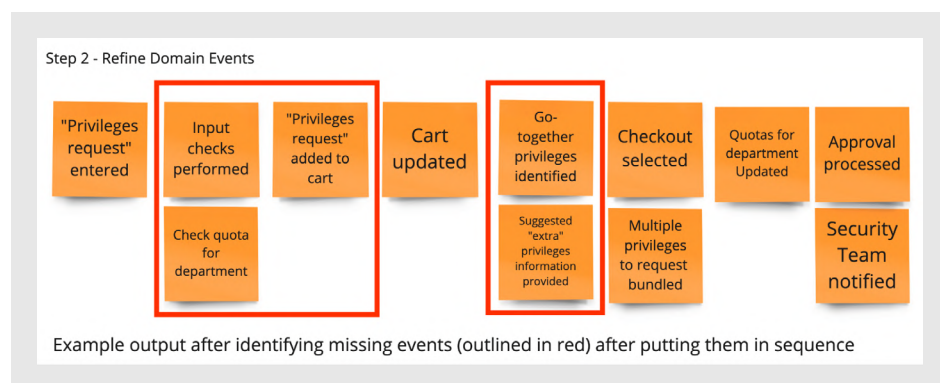 Step 2 - Refine Domain Events
"Privileges
request"
entered
Input
checks
performed
"Privileges
request"
added to
cart
Cart
updated
Go-
together
privileges
identified
Checkout
selected
Quotas for
department
Updated
Approval
processed
Check quota
for
department
Suggested
"extra"
privileges
information
provided
Multiple
privileges
to request
bundled
Security
Team
notified
Example output after identifying missing events (outlined in red) after putting them in sequence